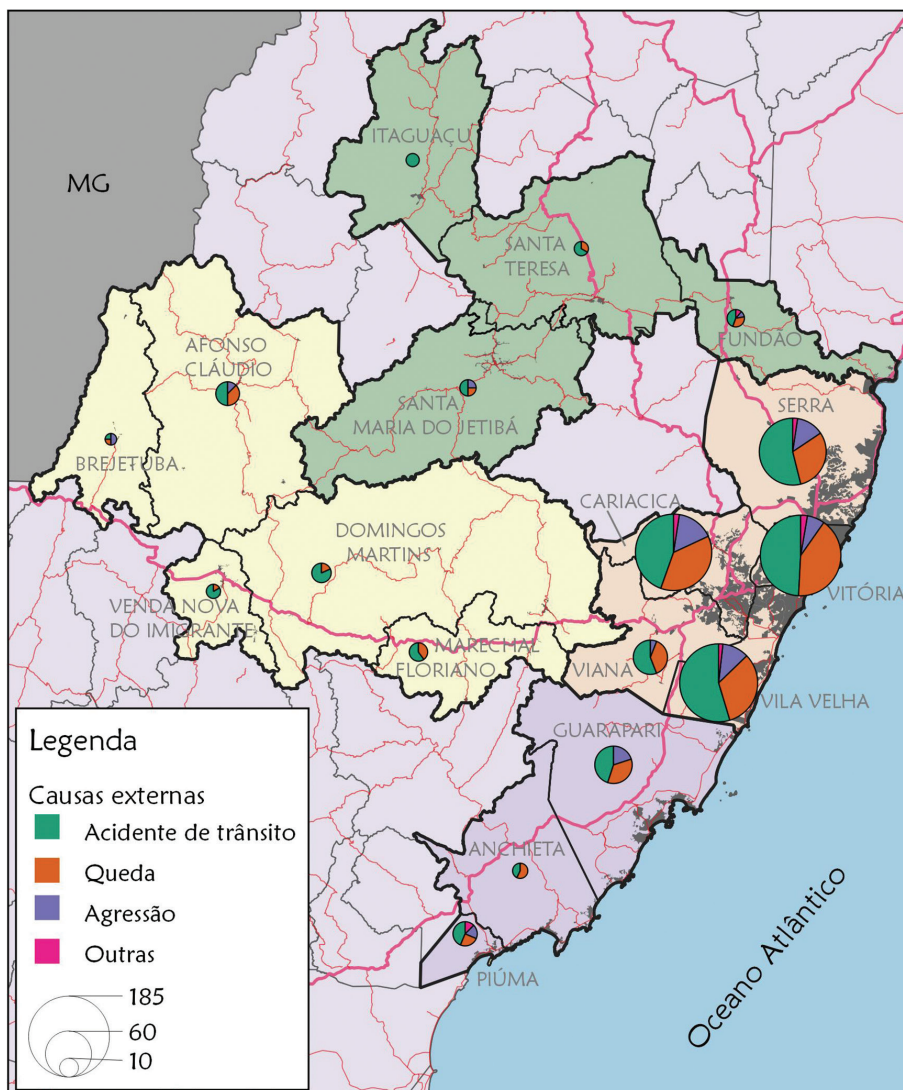 ITAGUAÇU
MG
SANTA
TERESA
FUNDÃO
AFONSO
CLÁUDIO
SANTA
MARIA DO JETIBÁ
SERRA
BREJETUBA
CARIACICA
DOMINGOS
MARTINS
VITÓRIA
VENDA NOVA
DO IMIGRANTE
MARECHAL
FLORIANO
VIANA
VILA VELHA
GUARAPARI
ANCHIETA
PIÚMA
Oceano Atlântico
Legenda
Causas externas
Acidente de trânsito
Queda
Agressão
Outras
185
60
10